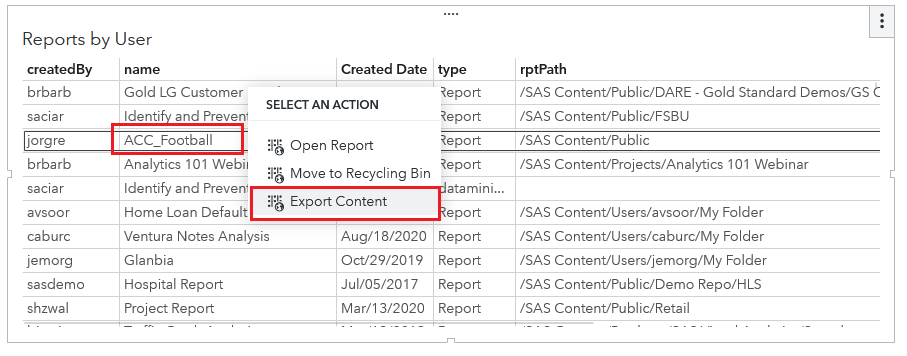 Reports by User
createdBy name Created Date type rptPath
brbarb Gold LG Customer Report /SAS Content/Public/DARE - Gold Standard Demos/GS
saciar Identify and Report /SAS Content/Public/FSBU
jorgre ACC_Football Report /SAS Content/Public
brbarb Analytics 101 Report /SAS Content/Projects/Analytics 101 Webinar
saciar Identify and datamini...
avsoor Home Loan Default Report /SAS Content/Users/avsoor/My Folder
caburc Ventura Notes Analysis Aug/18/2020 Report /SAS Content/Users/caburc/My Folder
jemorg Glanbia Oct/29/2019 Report /SAS Content/Users/jemorg/My Folder
sasdemo Hospital Report Jul/05/2017 Report /SAS Content/Public/Demo Repo/HLS
shzwal Project Report Mar/13/2020 Report /SAS Content/Public/Retail
SELECT AN ACTION
Open Report
Move to Recycling Bin
Export Content